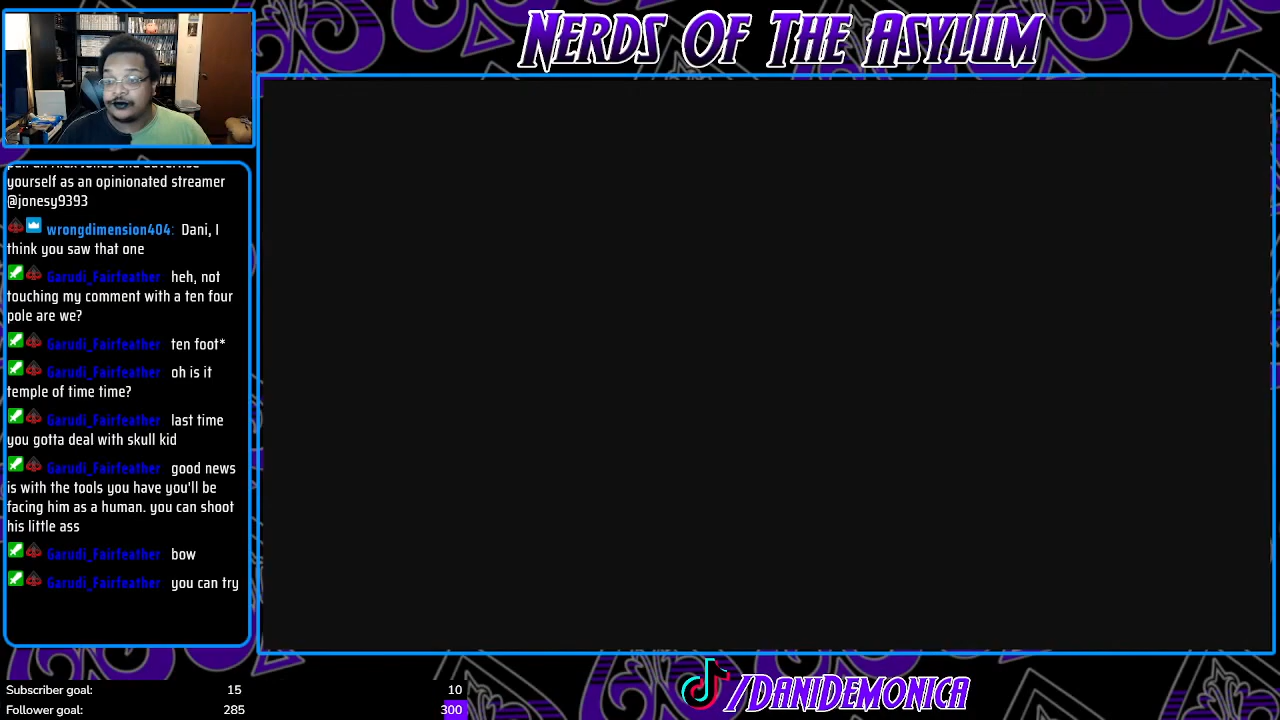 Nerds Of The Asylum
yourself as an opinionated streamer
@jonesy9393
wrongdimension404: Dani, I
think you saw that one
Garudi_Fairfeather heh, not
touching my comment with a ten four
pole are we?
Garudi_Fairfeather ten foot*
Garudi_Fairfeather oh is it
temple of time time?
Garudi_Fairfeather last time
you gotta deal with skull kid
Garudi_Fairfeather good news
is with the tools you have you'll be
facing him as a human. you can shoot
his little ass
Garudi_Fairfeather bow
Garudi_Fairfeather you can try
Subscriber goal: 15 10
Follower goal: 285 300
/DaniDemonica